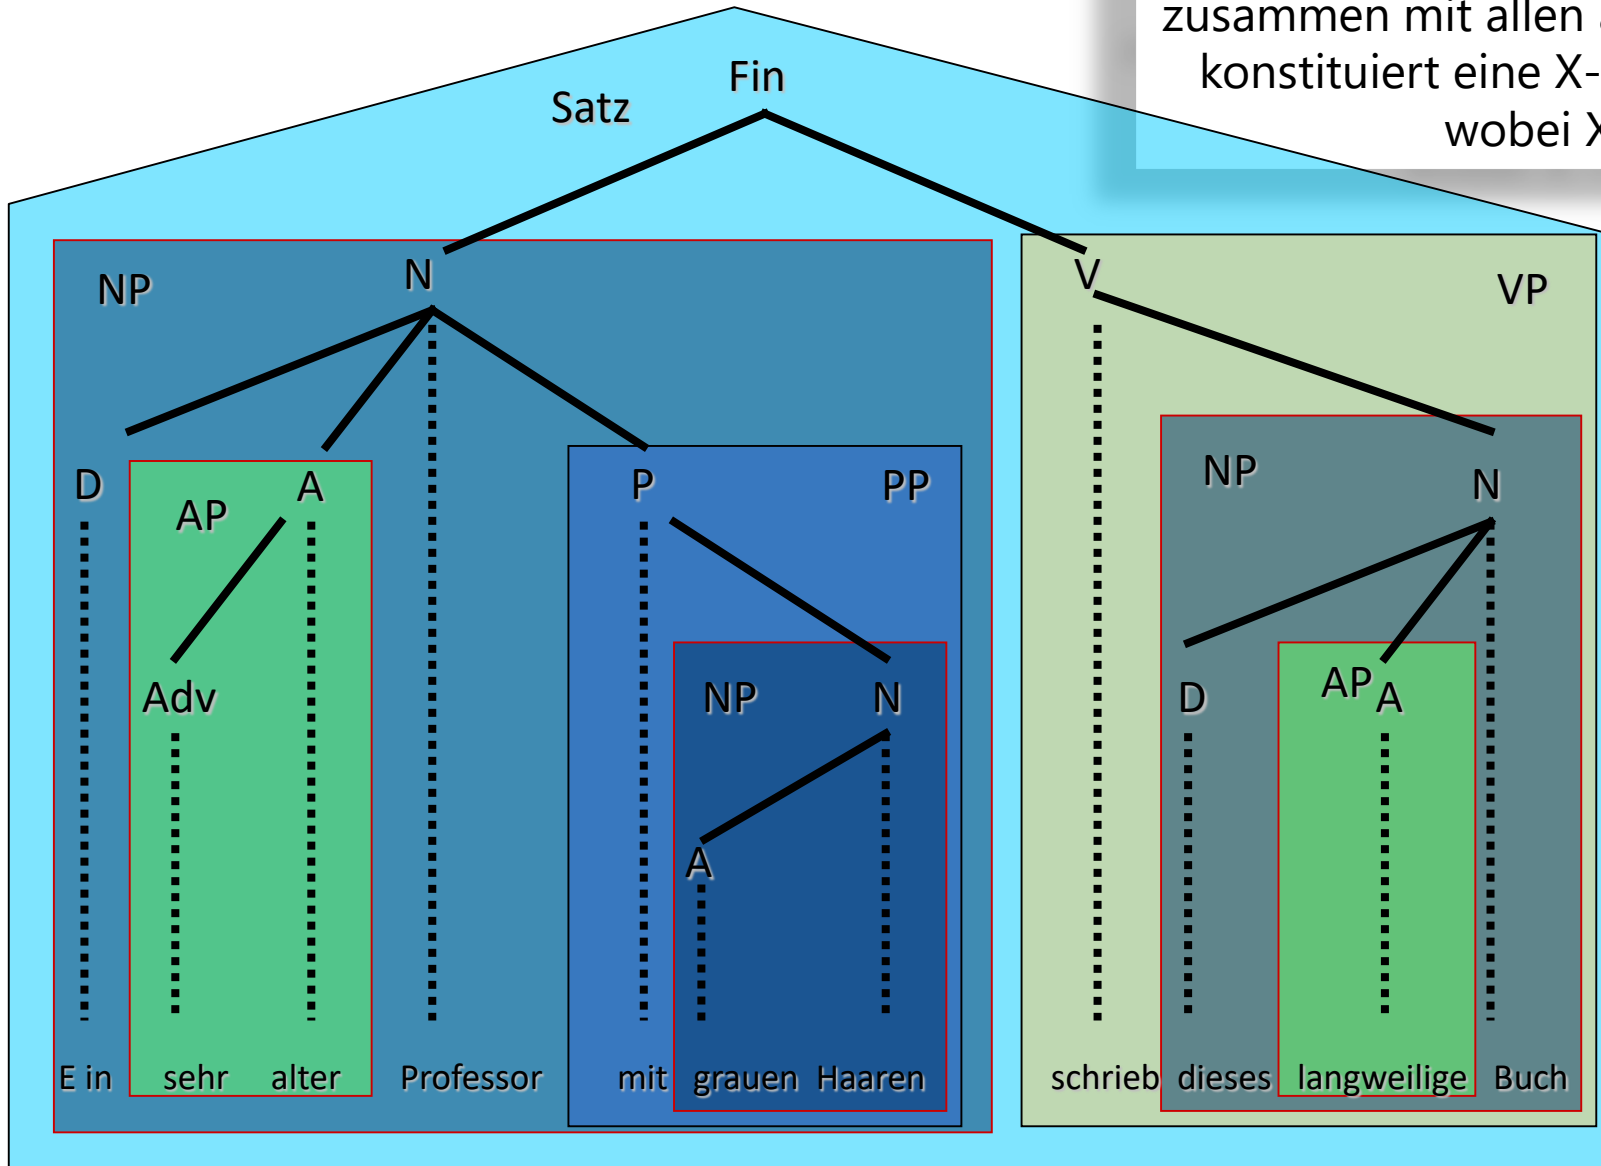 zusammen mit allen
konstituiert eine X-
wobei X
Fin
Satz
NP N V VP
D AP A P PP NP N
Adv NP N D AP A
A
E in sehr alter Professor mit grauen Haaren schrieb dieses langweilige Buch